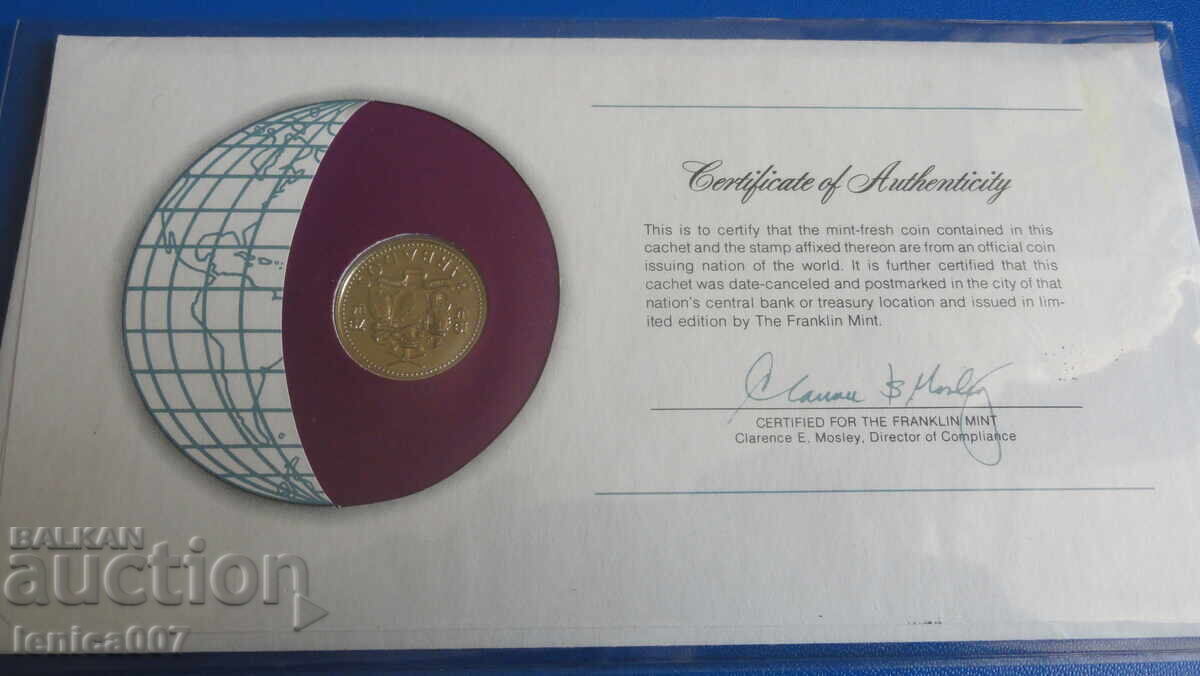 Certificate of Authenticity
This is to certify that the mint-fresh coin contained in this
cachet and the stamp affixed thereon are from an official coin
issuing nation of the world. It is further certified that this
cachet was date-canceled and postmarked in the city of that
nation's central bank or treasury location and issued in lim-
ited edition by The Franklin Mint.
CERTIFIED FOR THE FRANKLIN MINT
Clarence E. Mosley, Director of Compliance
BALKAN
auction
lenica007